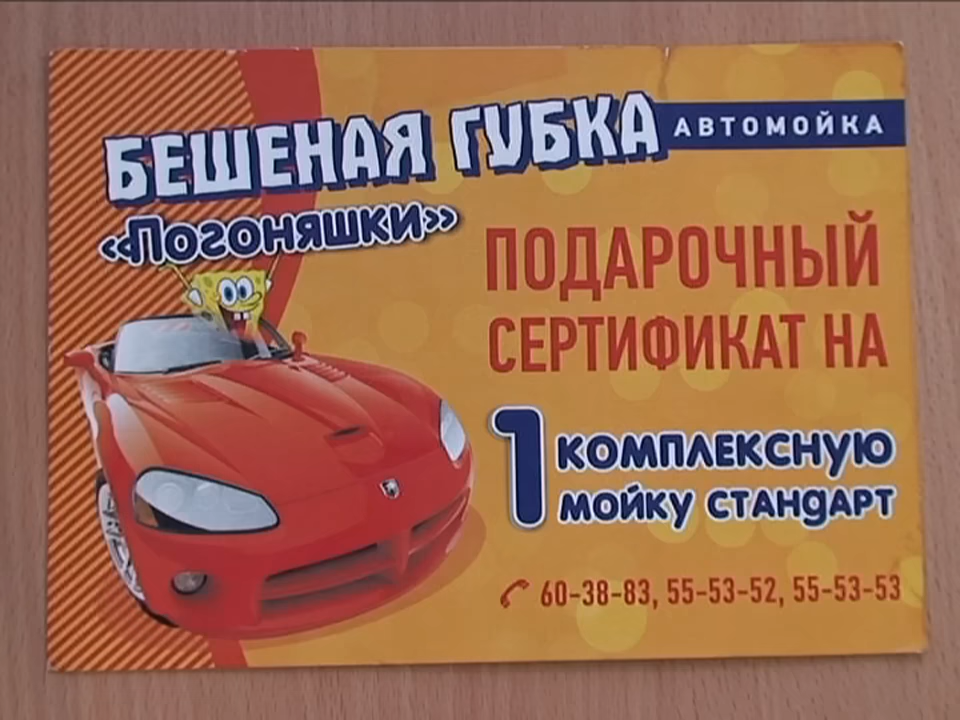 БЕШЕНАЯ ГУБКА
АВТОМОЙКА
«Погоняшки»
ПОДАРОЧНЫЙ
СЕРТИФИКАТ НА
1 КОМПЛЕКСНУЮ
МОЙКУ СТАНДАРТ
60-38-83, 55-53-52, 55-53-53